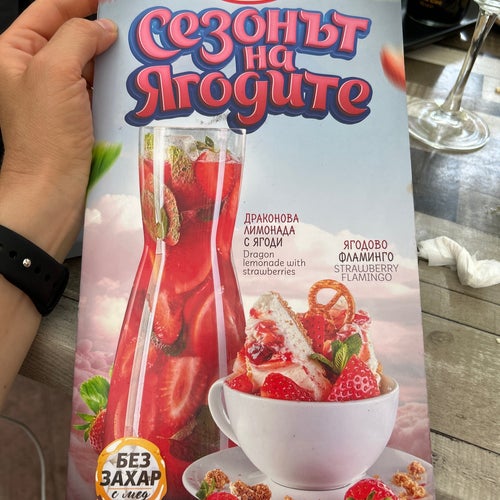 Сезонът
на
Ягодите
ДРАКОНОВА
ЛИМОНАДА
С ЯГОДИ
Dragon
lemonade with
strawberries
ЯГОДОВО
ФЛАМИНГО
STRAWBERRY
FLAMINGO
БЕЗ
ЗАХАР
с мед